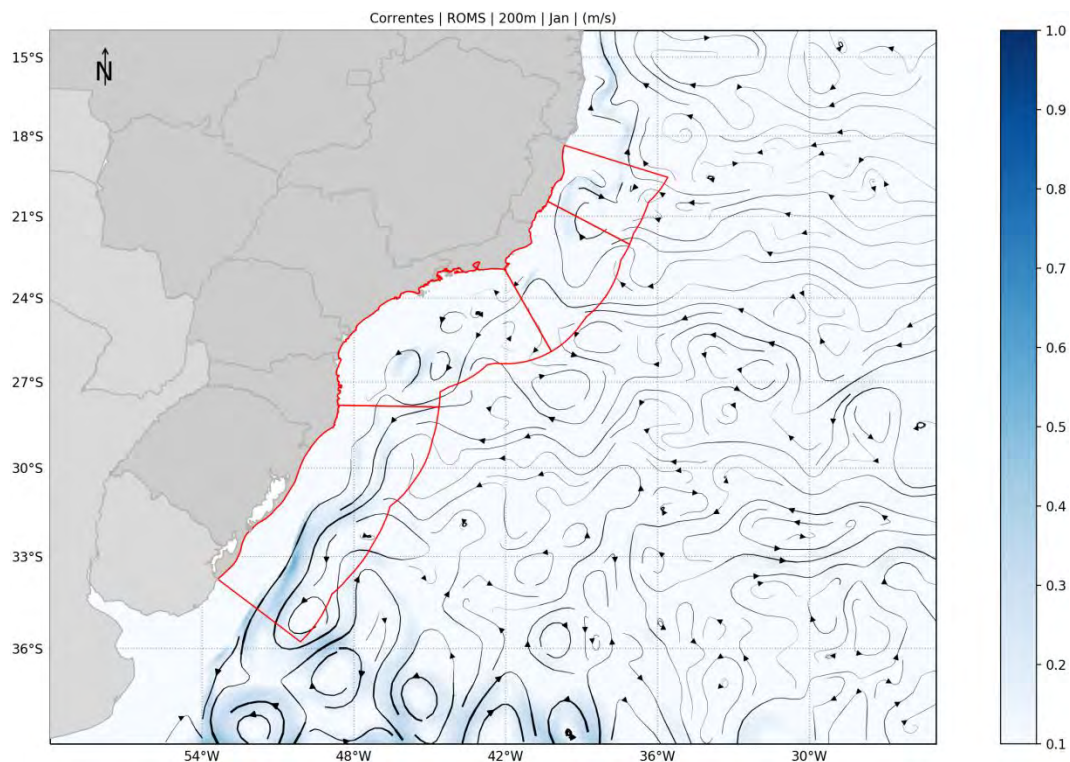 Correntes | ROMS | 200m | Jan | (m/s)
N
15°S
18°S
21°S
24°S
27°S
30°S
33°S
36°S
54°W
48°W
42°W
36°W
30°W
1.0
0.9
0.8
0.7
0.6
0.5
0.4
0.3
0.2
0.1